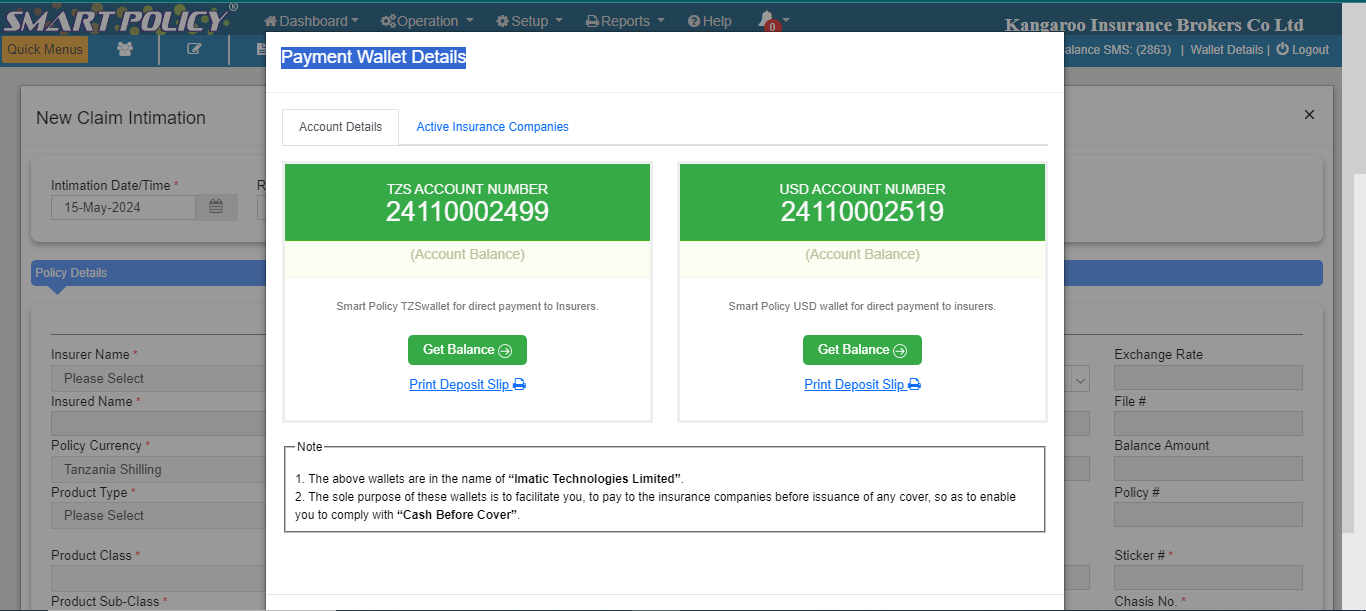 SMART POLICY®
Dashboard
Operation
Setup
Reports
Help
0
Kangaroo Insurance Brokers Co Ltd
Quick Menus
alance SMS: (2863) | Wallet Details | Logout
Payment Wallet Details
New Claim Intimation
×
Account Details
Active Insurance Companies
Intimation Date/Time *
R
15-May-2024
TZS ACCOUNT NUMBER
24110002499
(Account Balance)
Smart Policy TZSwallet for direct payment to Insurers.
Get Balance
Print Deposit Slip
USD ACCOUNT NUMBER
24110002519
(Account Balance)
Smart Policy USD wallet for direct payment to insurers.
Get Balance
Print Deposit Slip
Policy Details
Insurer Name *
Please Select
Insured Name *
Policy Currency *
Tanzania Shilling
Product Type *
Please Select
Product Class *
Product Sub-Class *
Exchange Rate
File #
Balance Amount
Policy #
Sticker # *
Chasis No. *
Note
1. The above wallets are in the name of “Imatic Technologies Limited”.
2. The sole purpose of these wallets is to facilitate you, to pay to the insurance companies before issuance of any cover, so as to enable
you to comply with “Cash Before Cover”.